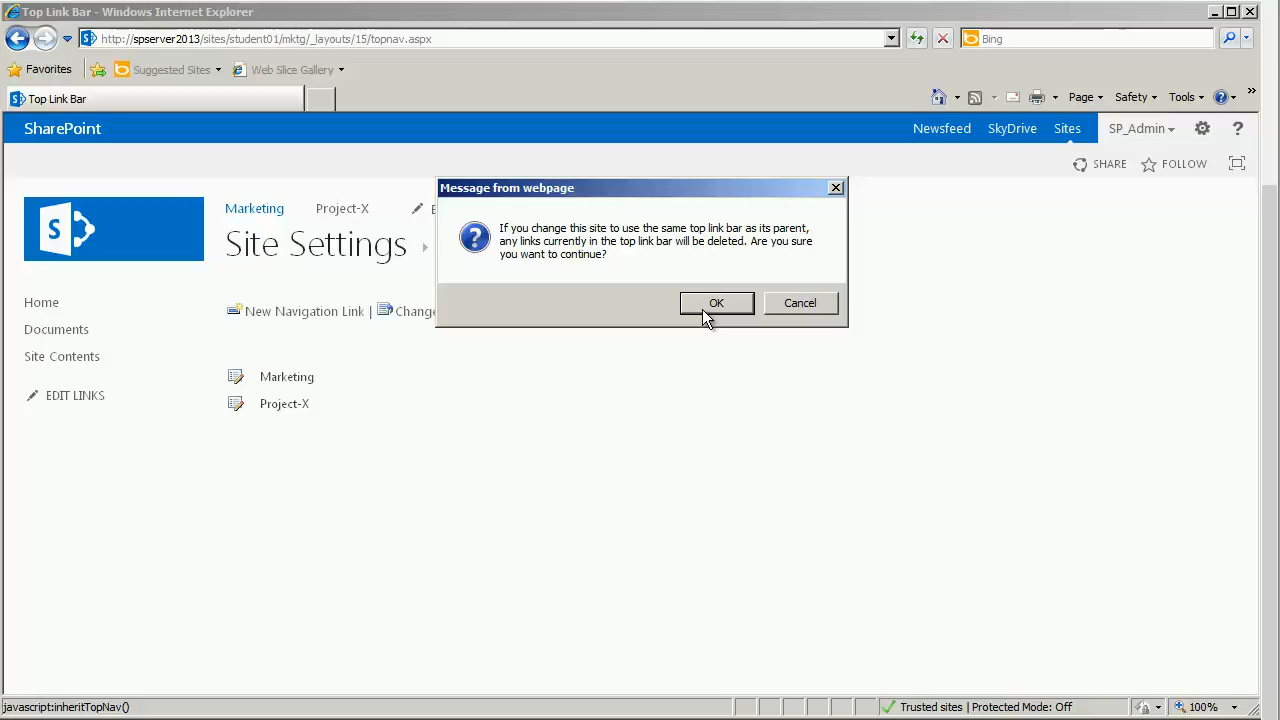 Top Link Bar - Windows Internet Explorer
http://spserver2013/sites/student01/mktg/_layouts/15/topnav.aspx
Bing
Favorites
Suggested Sites
Web Slice Gallery
Top Link Bar
Page
Safety
Tools
»
SharePoint
Newsfeed
SkyDrive
Sites
SP_Admin
?
SHARE
FOLLOW
Message from webpage
If you change this site to use the same top link bar as its parent,
any links currently in the top link bar will be deleted. Are you sure
you want to continue?
OK
Cancel
S
Marketing
Project-X
E
Site Settings
Home
Documents
Site Contents
EDIT LINKS
New Navigation Link | Change
Marketing
Project-X
javascript:inheritTopNav()
Trusted sites | Protected Mode: Off
100%